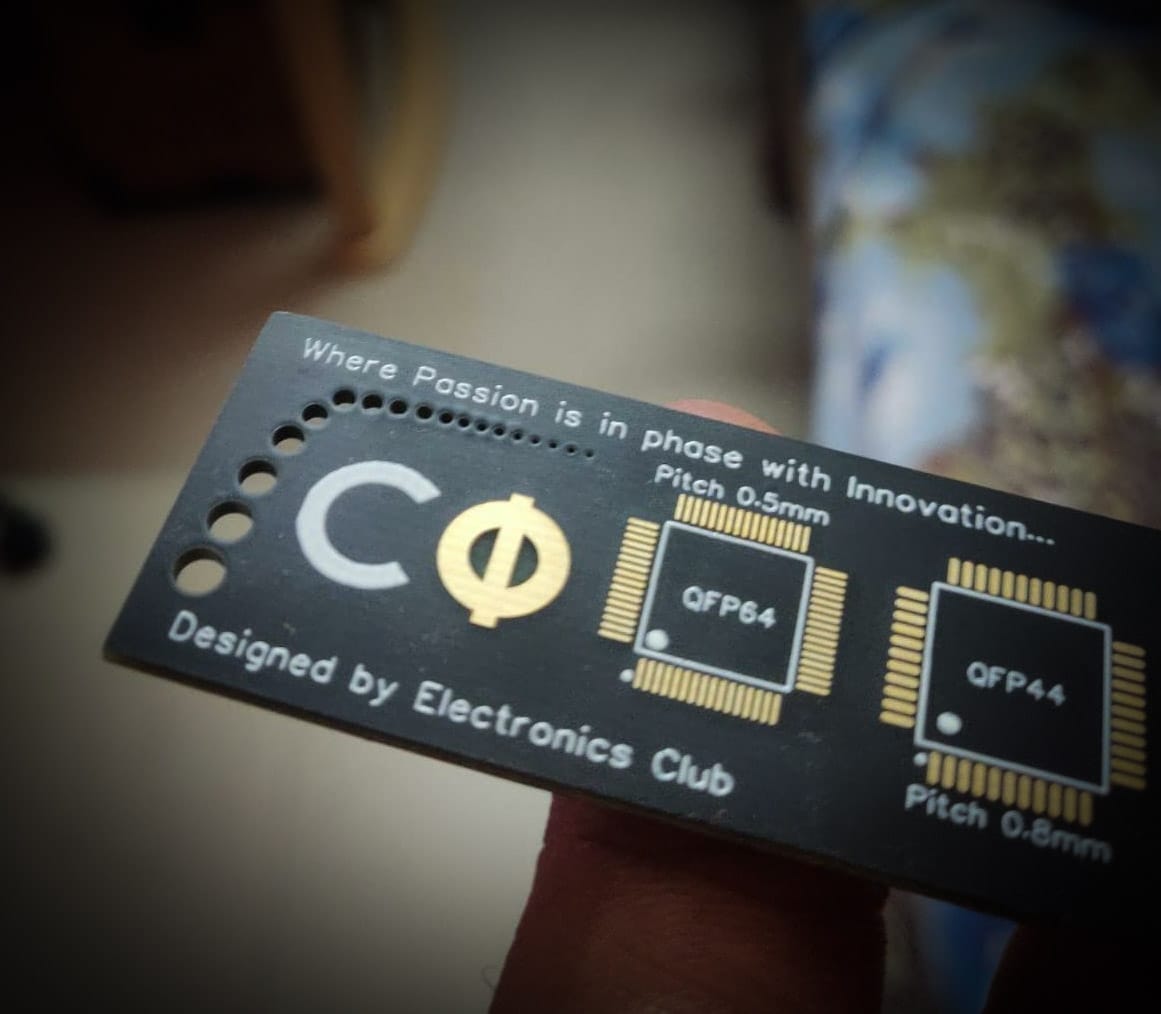 Where Passion is in phase with Innovation...
Pitch 0.5mm
CΦ
QFP64
QFP44
Designed by Electronics Club
Pitch 0.8mm